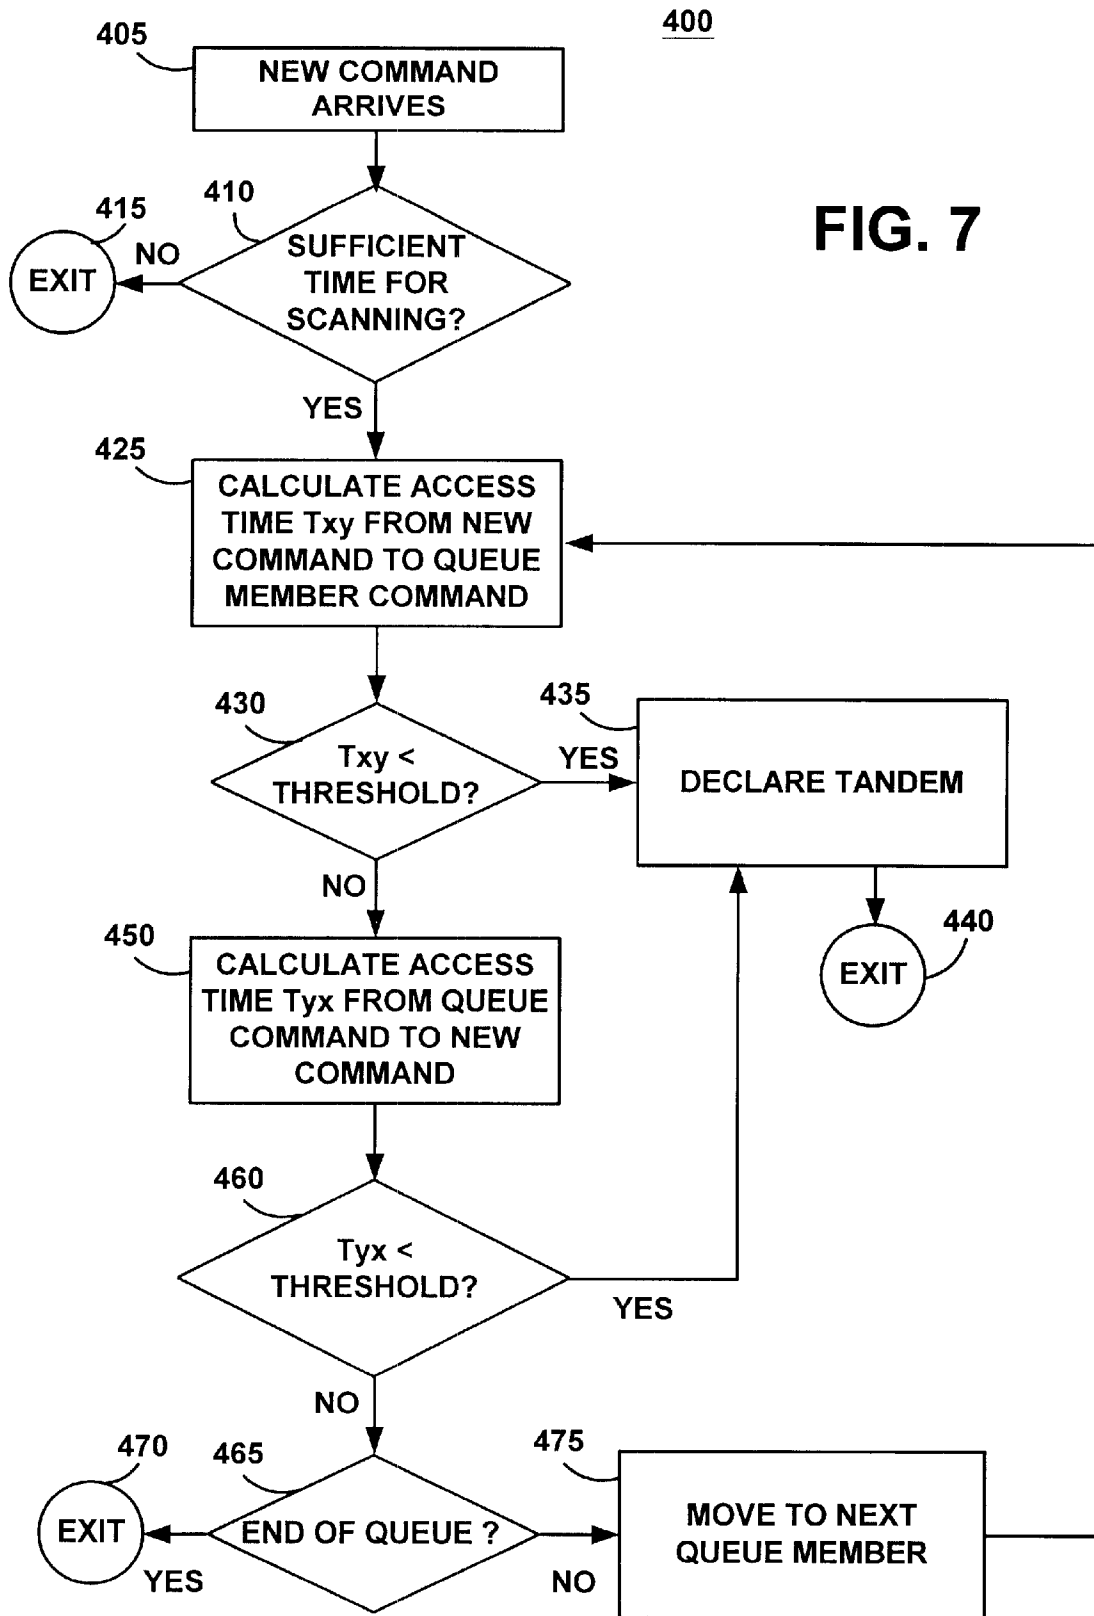 400
405
NEW COMMAND
ARRIVES
FIG. 7
415
410
EXIT
NO
SUFFICIENT
TIME FOR
SCANNING?
YES
425
CALCULATE ACCESS
TIME Txy FROM NEW
COMMAND TO QUEUE
MEMBER COMMAND
430
Txy <
THRESHOLD?
YES
435
DECLARE TANDEM
NO
440
EXIT
450
CALCULATE ACCESS
TIME Tyx FROM QUEUE
COMMAND TO NEW
COMMAND
460
Tyx <
THRESHOLD?
YES
NO
470
EXIT
465
END OF QUEUE ?
YES
NO
475
MOVE TO NEXT
QUEUE MEMBER